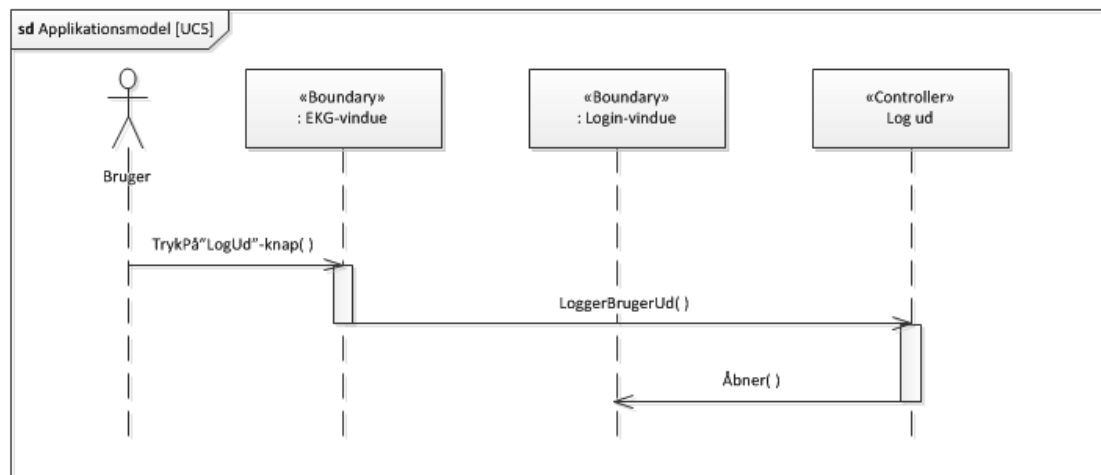 sd Applikationsmodel [UC5]
«Boundary»
: EKG-vindue
«Boundary»
: Login-vindue
«Controller»
Log ud
Bruger
TrykPå"LogUd"-knap( )
LoggerBrugerUd( )
Åbner( )